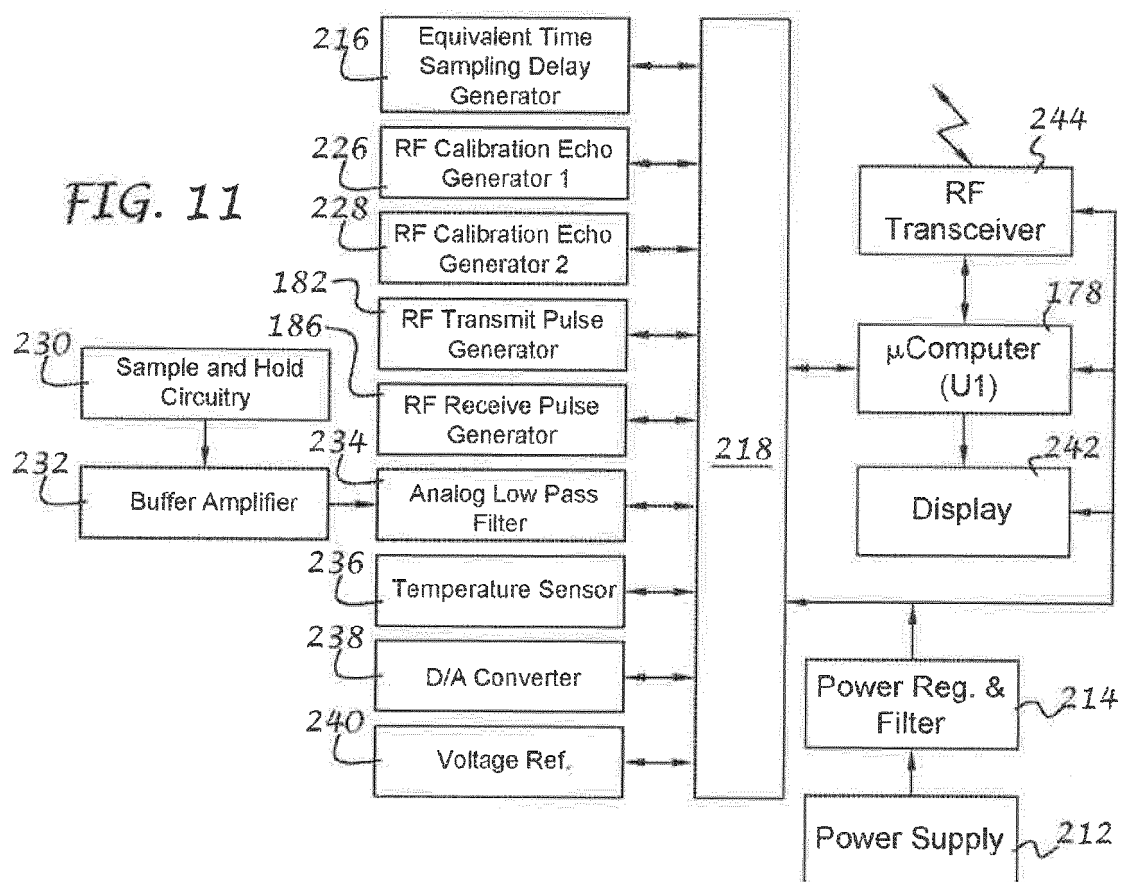 216
Equivalent Time
Sampling Delay
Generator
226
RF Calibration Echo
Generator 1
FIG. 11
228
RF Calibration Echo
Generator 2
182
RF Transmit Pulse
Generator
186
RF Receive Pulse
Generator
230
Sample and Hold
Circuitry
232
Buffer Amplifier
234
Analog Low Pass
Filter
236
Temperature Sensor
238
D/A Converter
240
Voltage Ref.
218
244
RF
Transceiver
178
μComputer
(U1)
242
Display
Power Reg. &
Filter
214
Power Supply
212